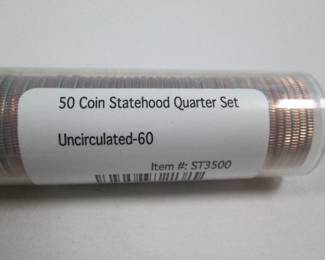 50 Coin Statehood Quarter Set
Uncirculated-60
Item #: ST3500